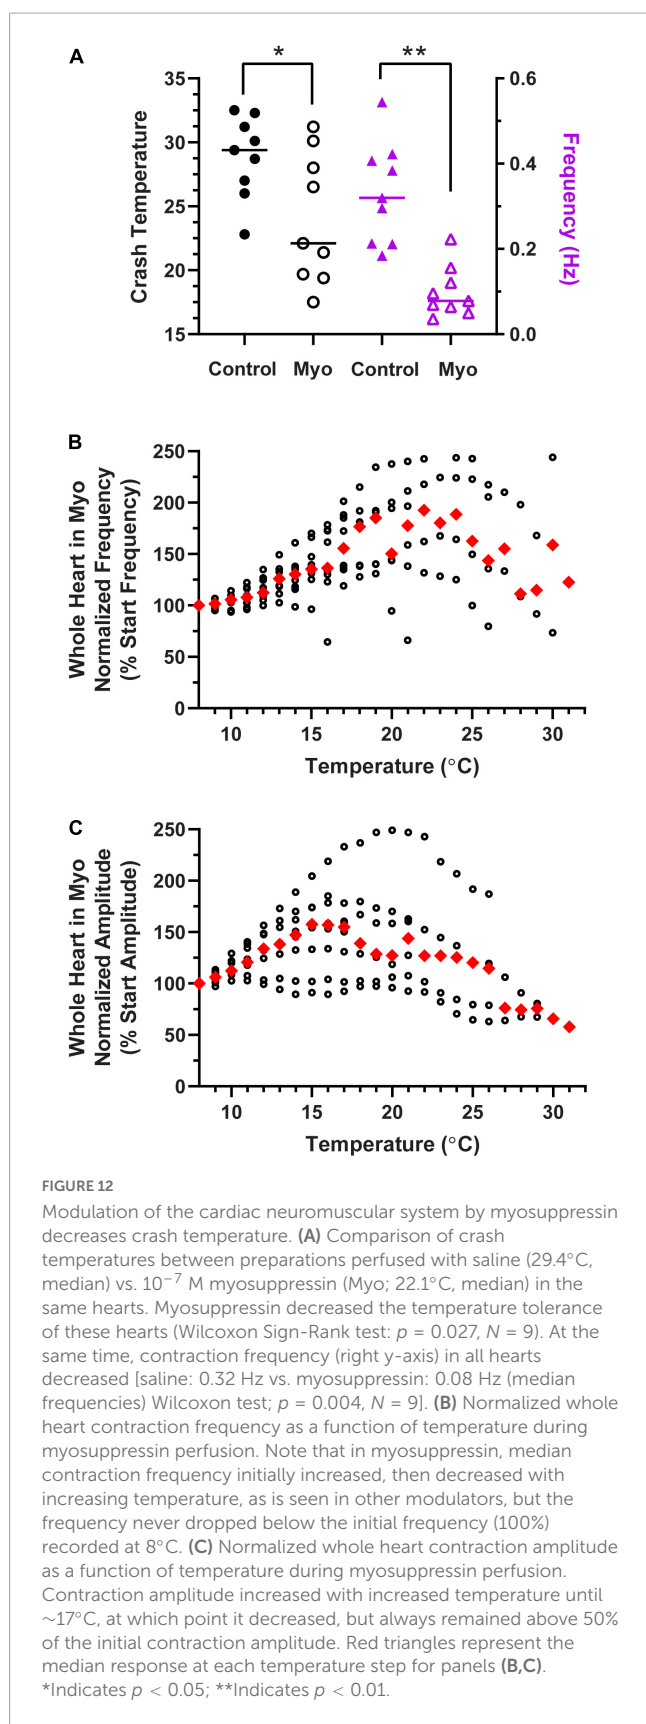 A
*
**
35
30
25
20
15
Crash Temperature
0.6
0.4
0.2
0.0
Frequency (Hz)
Control
Myo
Control
Myo
B
Whole Heart in Myo
Normalized Frequency
(% Start Frequency)
250
200
150
100
50
0
10
15
20
25
30
Temperature (°C)
C
Whole Heart in Myo
Normalized Amplitude
(% Start Amplitude)
250
200
150
100
50
0
10
15
20
25
30
Temperature (°C)
FIGURE 12
Modulation of the cardiac neuromuscular system by myosuppressin
decreases crash temperature. (A) Comparison of crash
temperatures between preparations perfused with saline (29.4°C,
median) vs. 10⁻⁷ M myosuppressin (Myo; 22.1°C, median) in the
same hearts. Myosuppressin decreased the temperature tolerance
of these hearts (Wilcoxon Sign-Rank test: p = 0.027, N = 9). At the
same time, contraction frequency (right y-axis) in all hearts
decreased [saline: 0.32 Hz vs. myosuppressin: 0.08 Hz (median
frequencies) Wilcoxon test; p = 0.004, N = 9]. (B) Normalized whole
heart contraction frequency as a function of temperature during
myosuppressin perfusion. Note that in myosuppressin, median
contraction frequency initially increased, then decreased with
increasing temperature, as is seen in other modulators, but the
frequency never dropped below the initial frequency (100%)
recorded at 8°C. (C) Normalized whole heart contraction amplitude
as a function of temperature during myosuppressin perfusion.
Contraction amplitude increased with increased temperature until
∼17°C, at which point it decreased, but always remained above 50%
of the initial contraction amplitude. Red triangles represent the
median response at each temperature step for panels (B,C).
*Indicates p < 0.05; **Indicates p < 0.01.